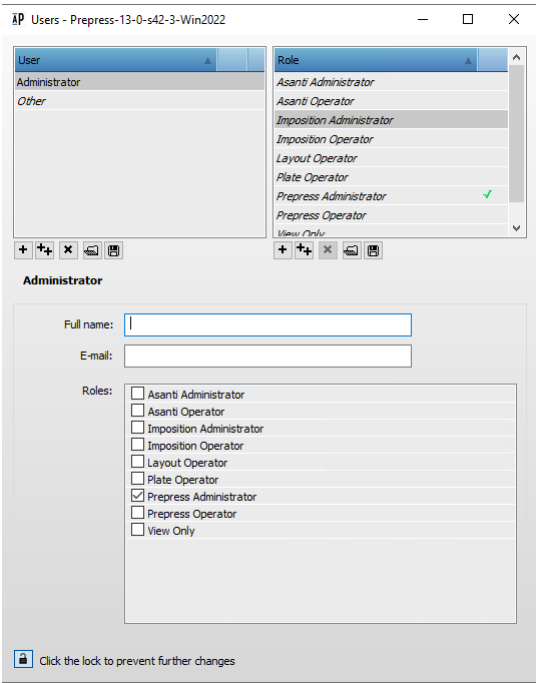 AP Users - Prepress-13-0-s42-3-Win2022
User
Administrator
Other
Role
Asanti Administrator
Asanti Operator
Imposition Administrator
Imposition Operator
Layout Operator
Plate Operator
Prepress Administrator
Prepress Operator
View Only
Administrator
Full name:
E-mail:
Roles:
Asanti Administrator
Asanti Operator
Imposition Administrator
Imposition Operator
Layout Operator
Plate Operator
Prepress Administrator
Prepress Operator
View Only
Click the lock to prevent further changes